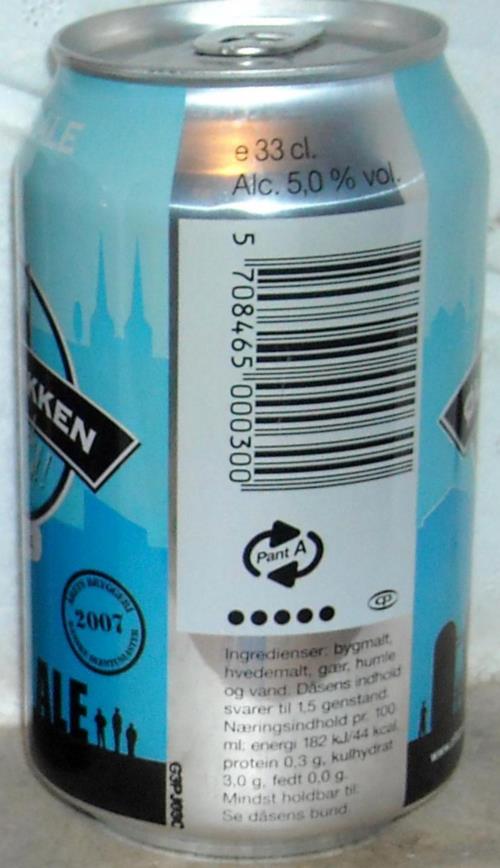 ALE
e 33 cl.
Alc. 5,0 % vol.
5 708465 000300
KKEN
Pant A
2007
ALE
Ingredienser: bygmalt,
hvedemalt, gær, humle
og vand. Dåsens indhold
svarer til 1,5 genstand.
Næringsindhold pr. 100
ml: energi 182 kJ/44 kcal,
protein 0,3 g, kulhydrat
3,0 g, fedt 0,0 g.
Mindst holdbar til:
Se dåsens bund.